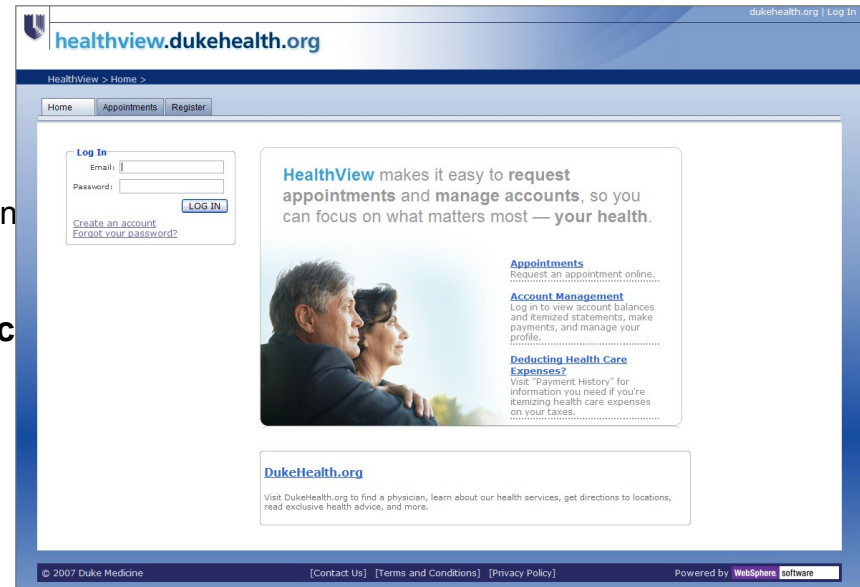 dukehealth.org | Log In
healthview.dukehealth.org
HealthView > Home >
Home Appointments Register
Log In
Email:
Password:
LOG IN
Create an account
Forgot your password?
n
c
HealthView makes it easy to request
appointments and manage accounts, so you
can focus on what matters most — your health.
Appointments
Request an appointment online.
Account Management
Log in to view account balances
and itemized statements, make
payments, and manage your
profile.
Deducting Health Care
Expenses?
Visit "Payment History" for
information you need if you're
itemizing health care expenses
on your taxes.
DukeHealth.org
Visit DukeHealth.org to find a physician, learn about our health services, get directions to locations,
read exclusive health advice, and more.
© 2007 Duke Medicine [Contact Us] [Terms and Conditions] [Privacy Policy] Powered by WebSphere software